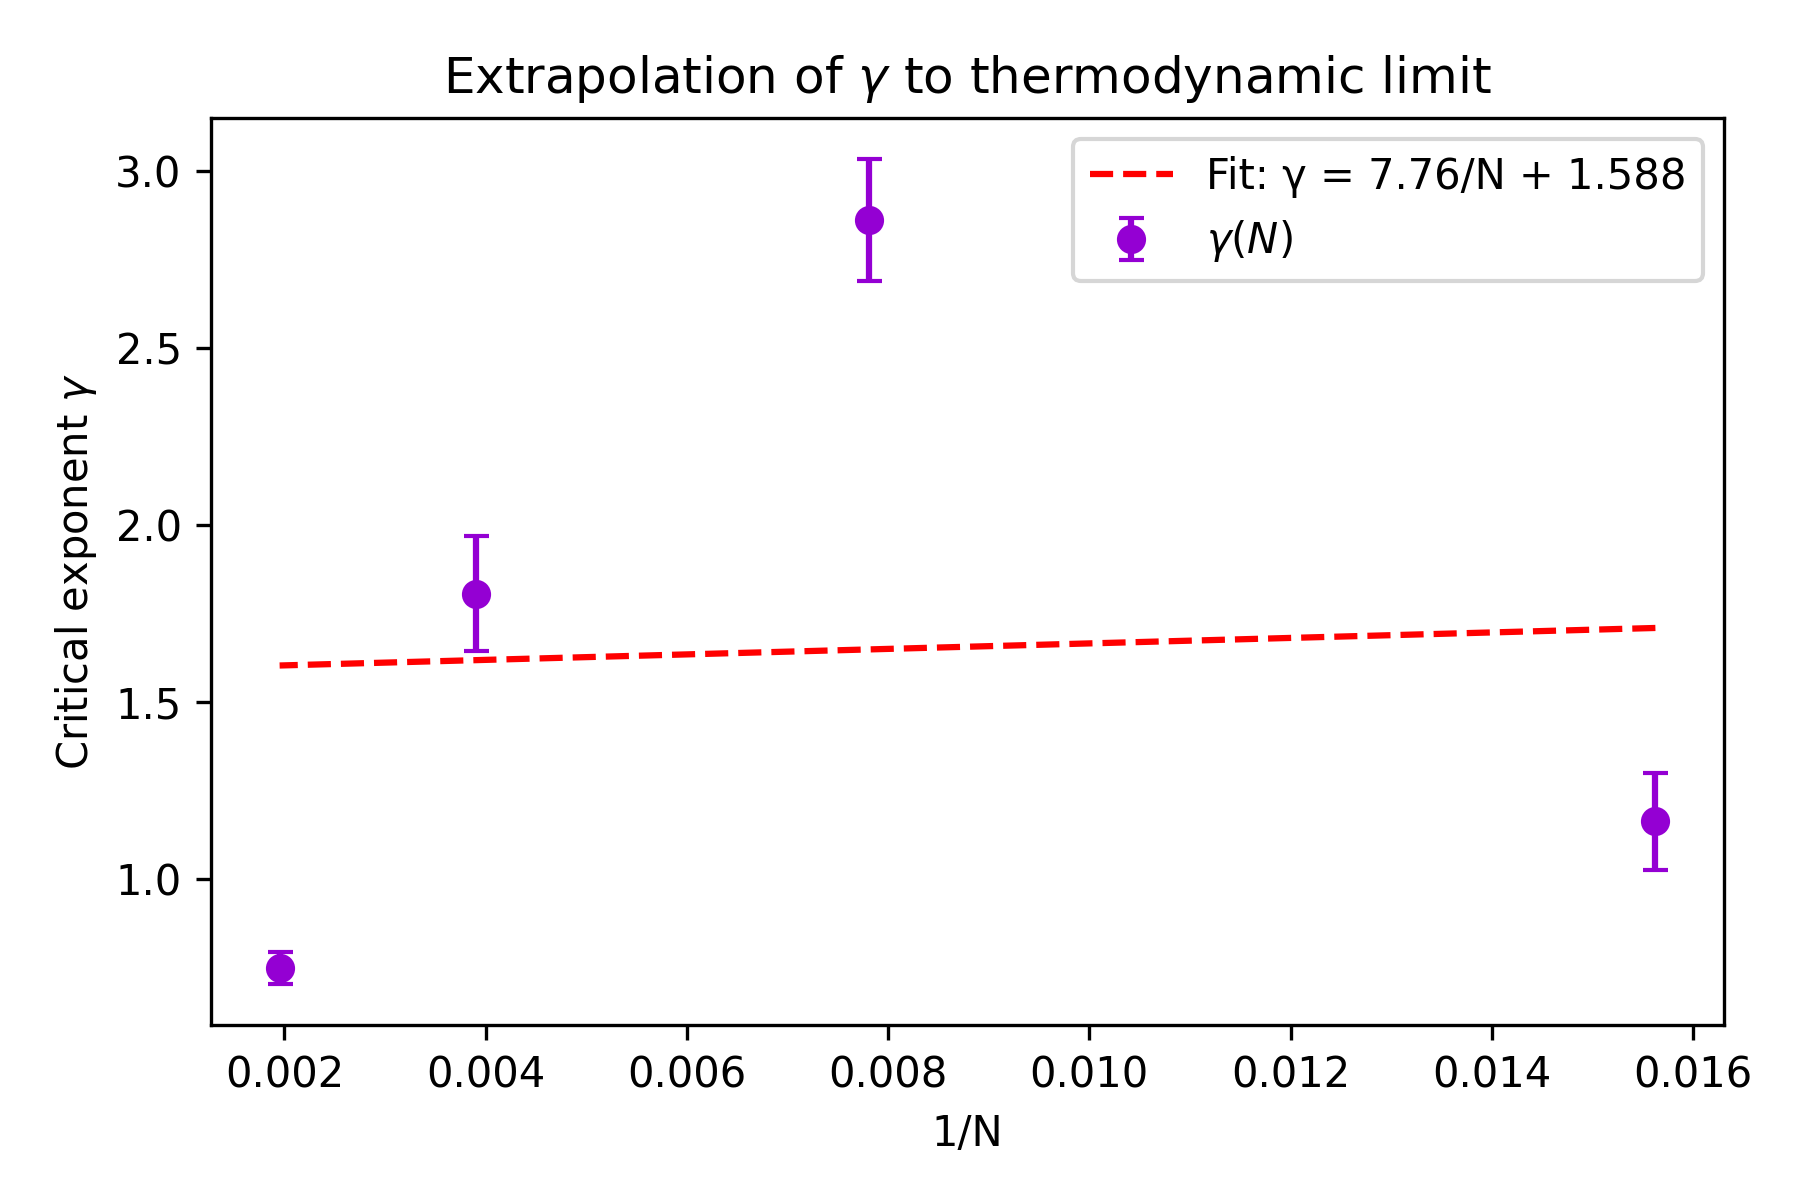 Extrapolation of γ to thermodynamic limit
Fit: γ = 7.76/N + 1.588
γ(N)
Critical exponent γ
3.0
2.5
2.0
1.5
1.0
0.002 0.004 0.006 0.008 0.010 0.012 0.014 0.016
1/N